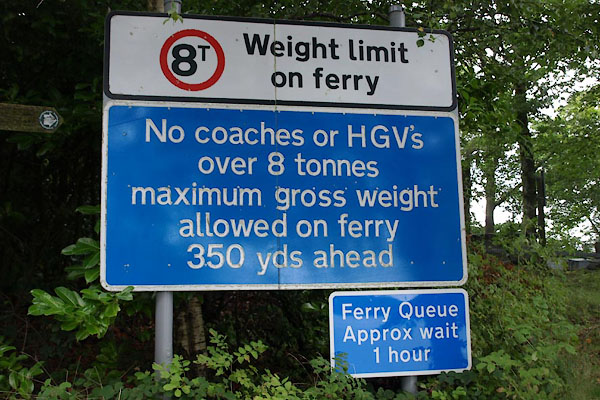 8T
Weight limit
on ferry
No coaches or HGV's
over 8 tonnes
maximum gross weight
allowed on ferry
350 yds ahead
Ferry Queue
Approx wait
1 hour